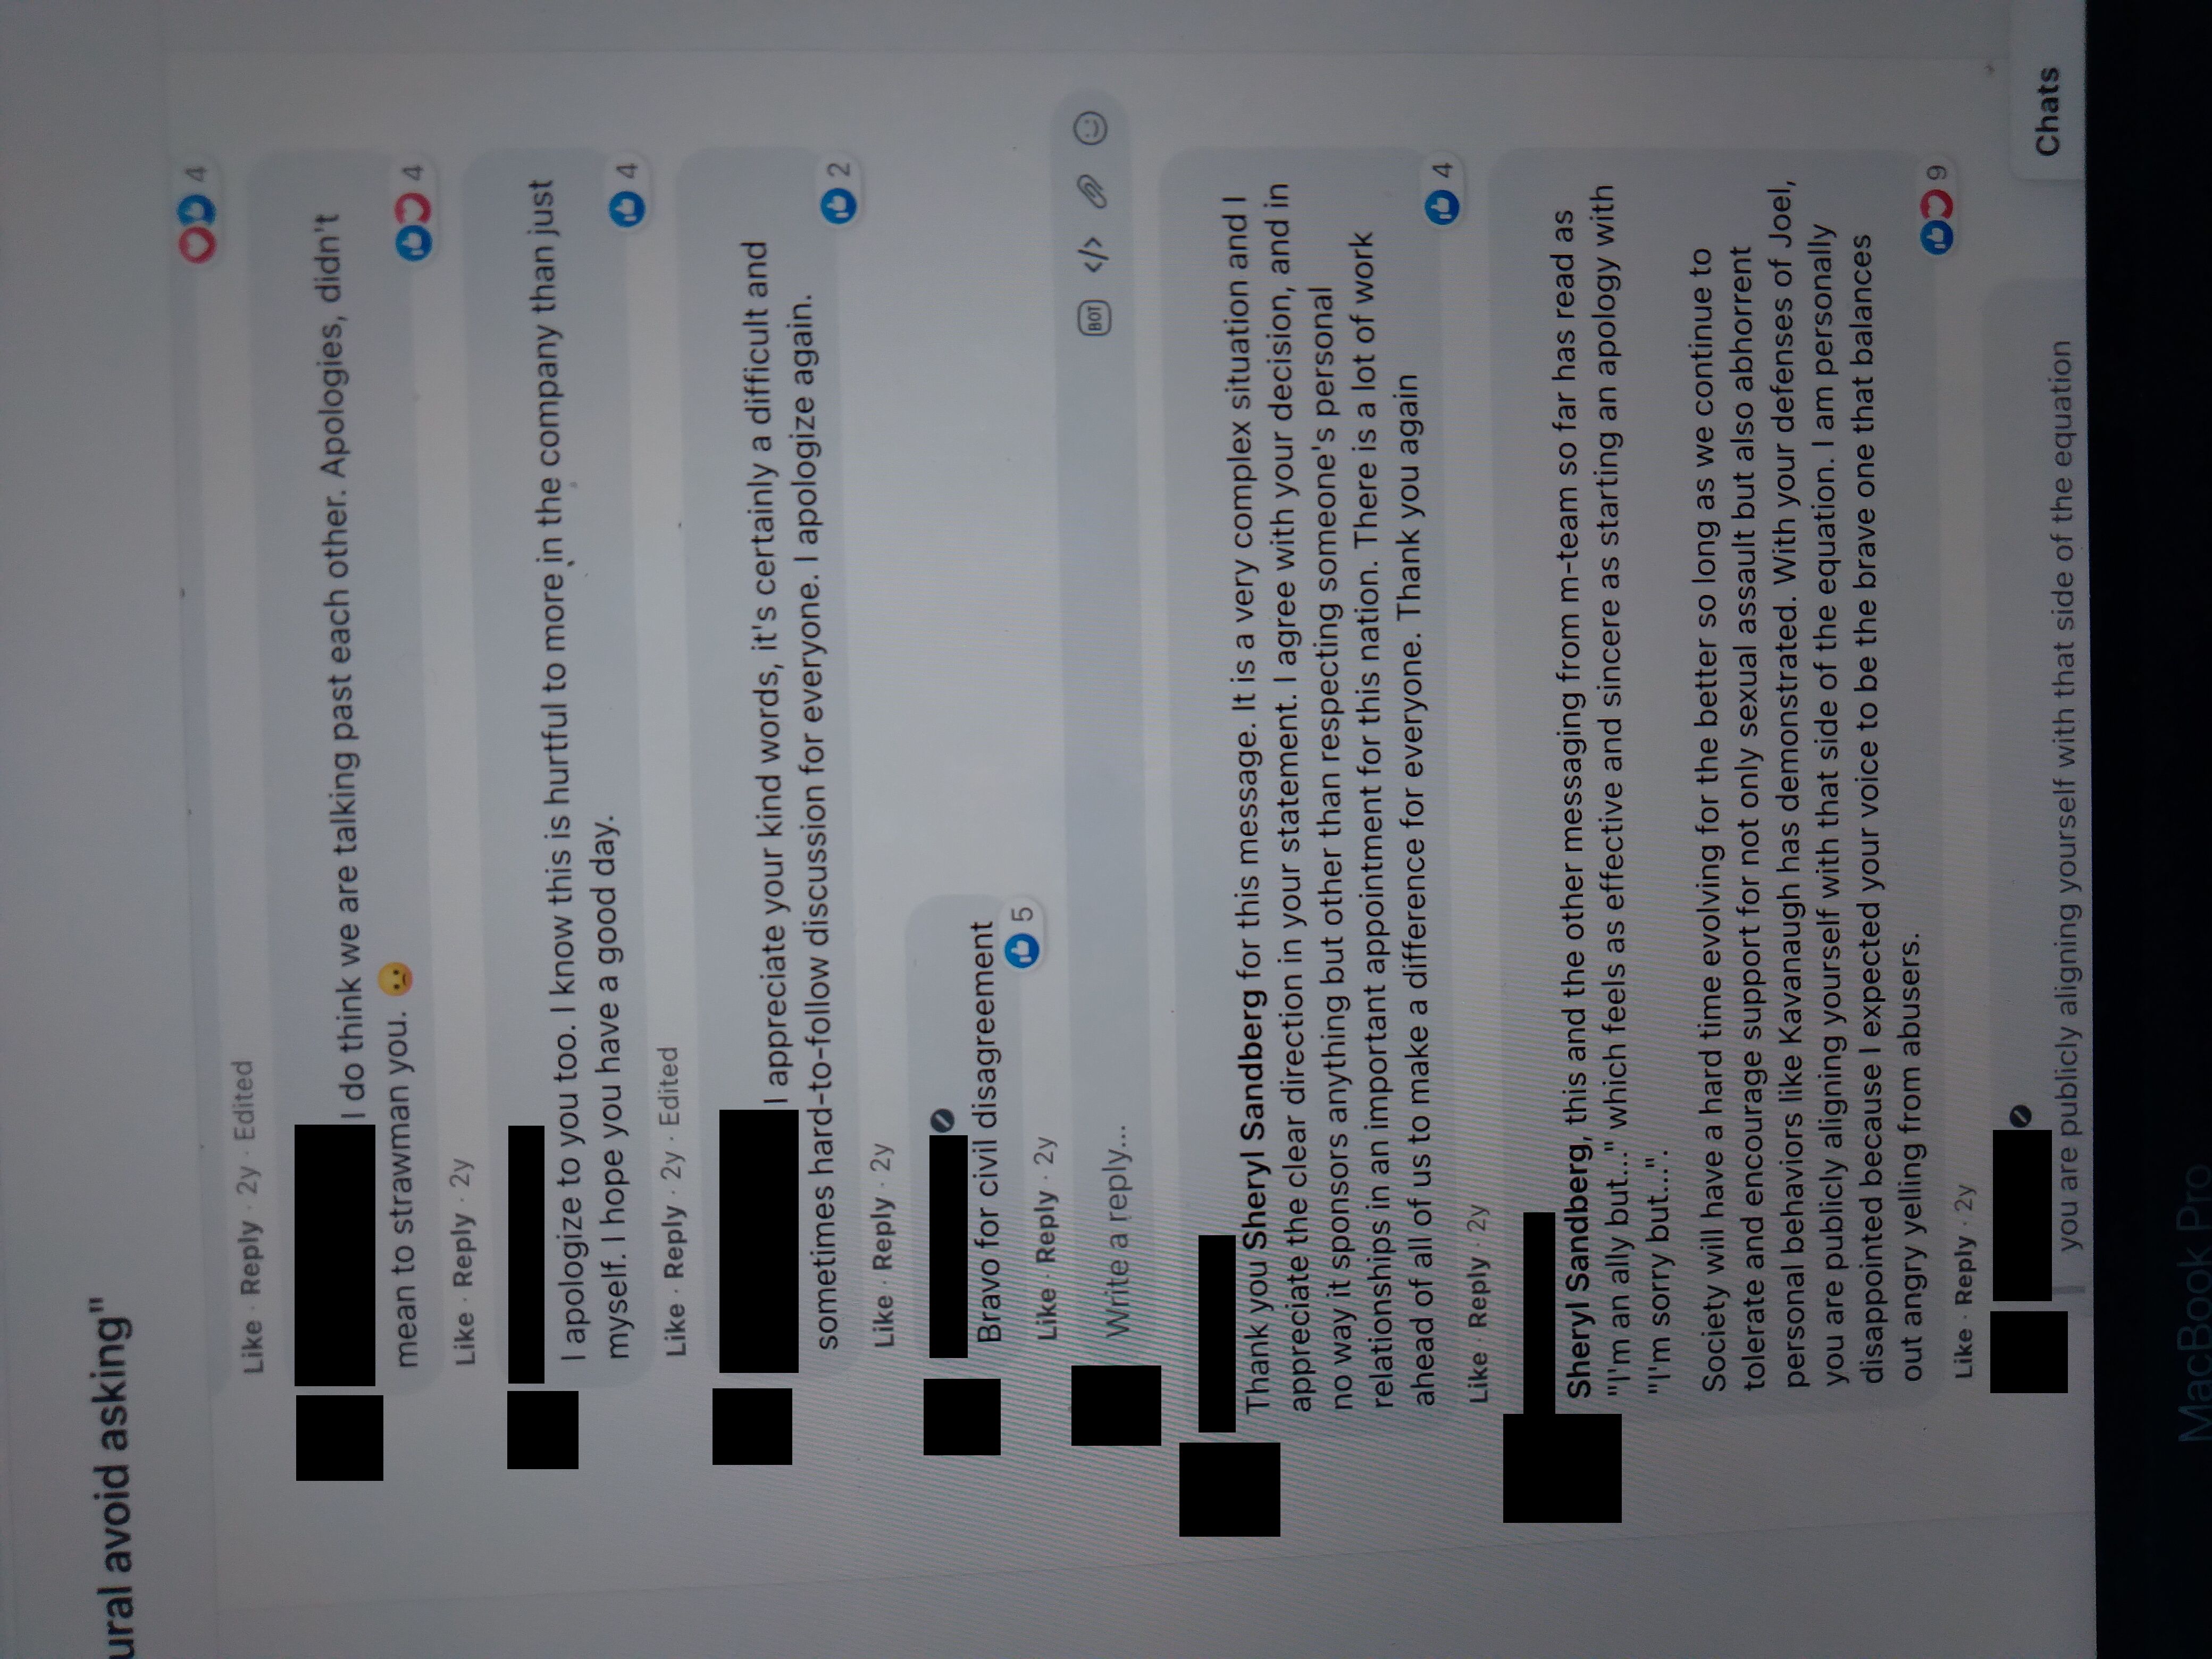 ural avoid asking"
4
Like · Reply · 2y · Edited
I do think we are talking past each other. Apologies, didn't
mean to strawman you.
4
Like · Reply · 2y
I apologize to you too. I know this is hurtful to more in the company than just
myself. I hope you have a good day.
4
Like · Reply · 2y · Edited
I appreciate your kind words, it's certainly a difficult and
sometimes hard-to-follow discussion for everyone. I apologize again.
2
Like · Reply · 2y
Bravo for civil disagreement
5
Like · Reply · 2y
Write a reply...
BOT </>
Thank you Sheryl Sandberg for this message. It is a very complex situation and I
appreciate the clear direction in your statement. I agree with your decision, and in
no way it sponsors anything but other than respecting someone's personal
relationships in an important appointment for this nation. There is a lot of work
ahead of all of us to make a difference for everyone. Thank you again
4
Like · Reply · 2y
Sheryl Sandberg, this and the other messaging from m-team so far has read as
"I'm an ally but..." which feels as effective and sincere as starting an apology with
"I'm sorry but...".
Society will have a hard time evolving for the better so long as we continue to
tolerate and encourage support for not only sexual assault but also abhorrent
personal behaviors like Kavanaugh has demonstrated. With your defenses of Joel,
you are publicly aligning yourself with that side of the equation. I am personally
disappointed because I expected your voice to be the brave one that balances
out angry yelling from abusers.
9
Like · Reply · 2y
you are publicly aligning yourself with that side of the equation
Chats
MacBook Pro